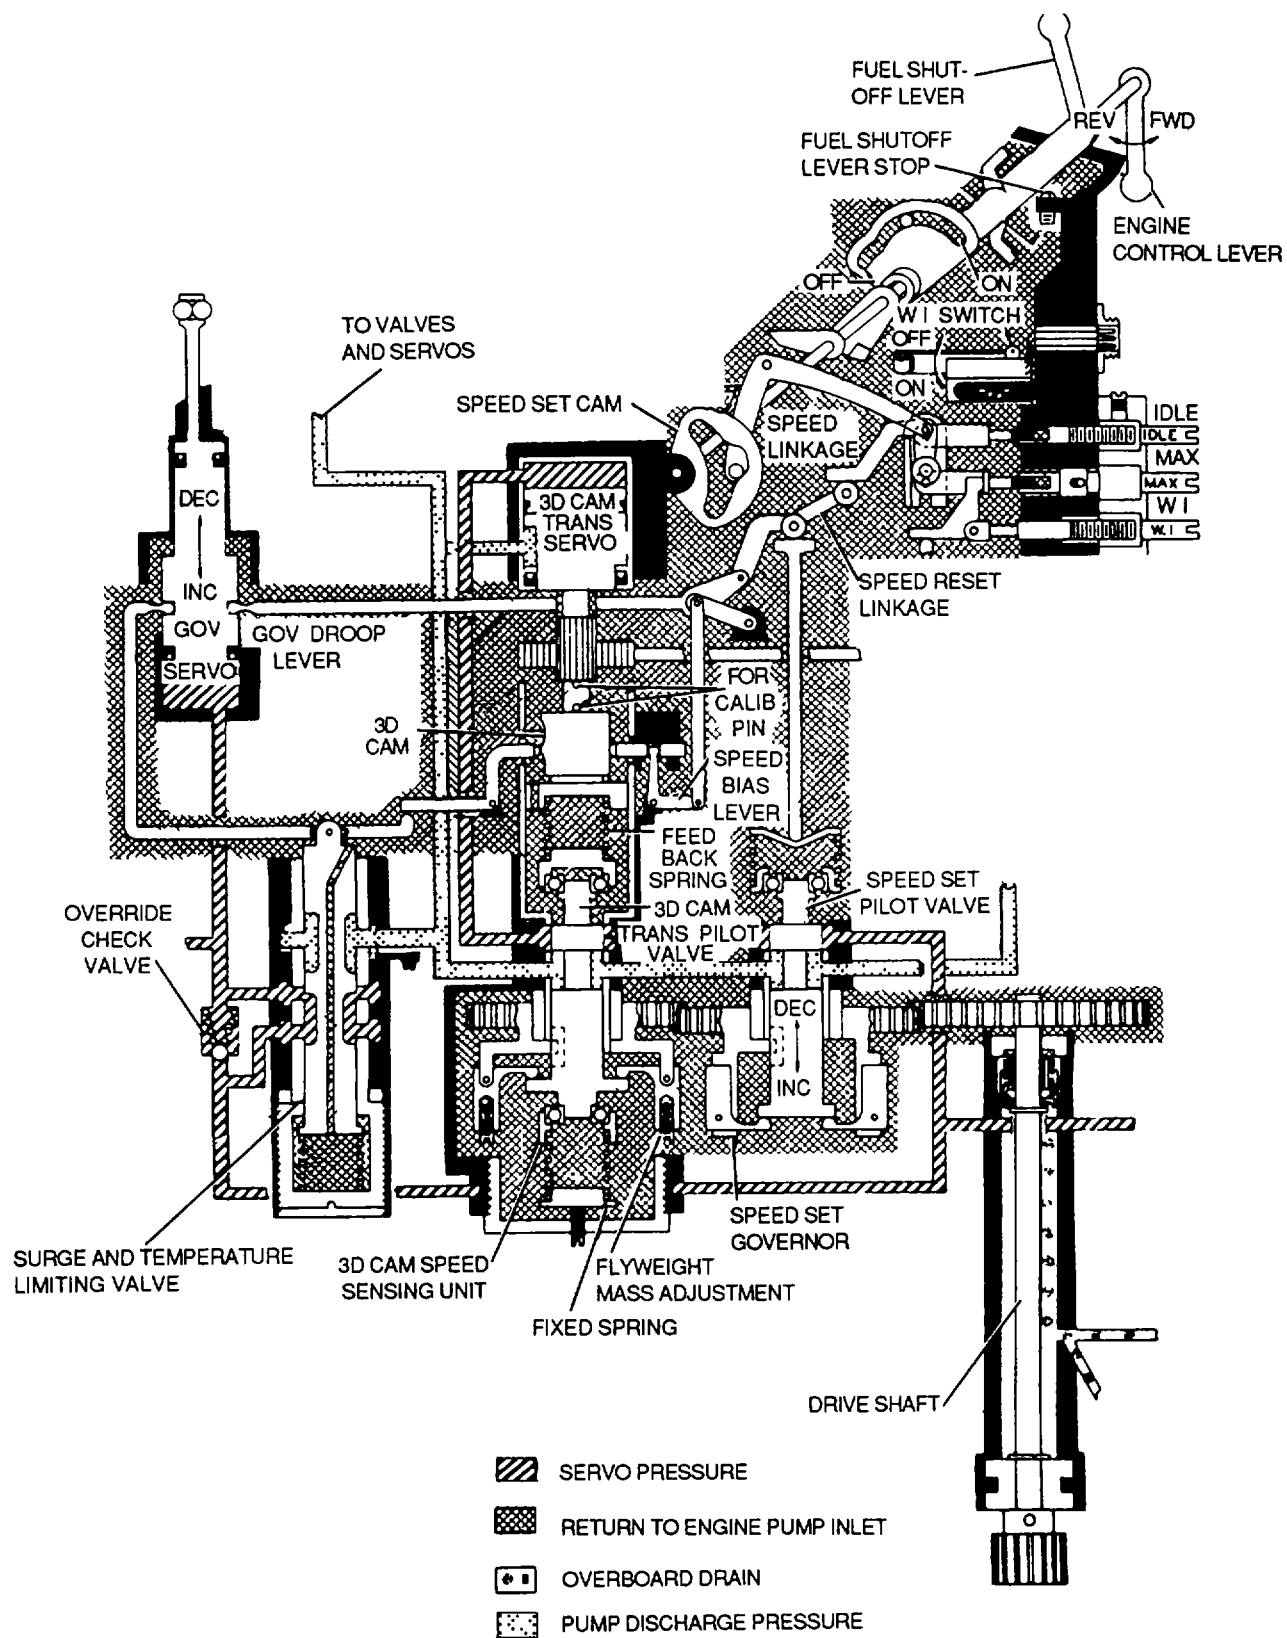 FUEL SHUT-
OFF LEVER
REV FWD
FUEL SHUTOFF
LEVER STOP
ENGINE
CONTROL LEVER
OFF
ON
W I SWITCH
OFF
ON
TO VALVES
AND SERVOS
SPEED SET CAM
SPEED
LINKAGE
IDLE
IDLE
MAX
MAX
W I
W.I
3D CAM
TRANS
SERVO
DEC
INC
GOV
SERVO
GOV DROOP
LEVER
SPEED RESET
LINKAGE
FOR
CALIB
PIN
3D
CAM
SPEED
BIAS
LEVER
FEED
BACK
SPRING
3D CAM
TRANS PILOT
VALVE
SPEED SET
PILOT VALVE
OVERRIDE
CHECK
VALVE
DEC
INC
SURGE AND TEMPERATURE
LIMITING VALVE
3D CAM SPEED
SENSING UNIT
FLYWEIGHT
MASS ADJUSTMENT
SPEED SET
GOVERNOR
FIXED SPRING
DRIVE SHAFT
SERVO PRESSURE
RETURN TO ENGINE PUMP INLET
OVERBOARD DRAIN
PUMP DISCHARGE PRESSURE